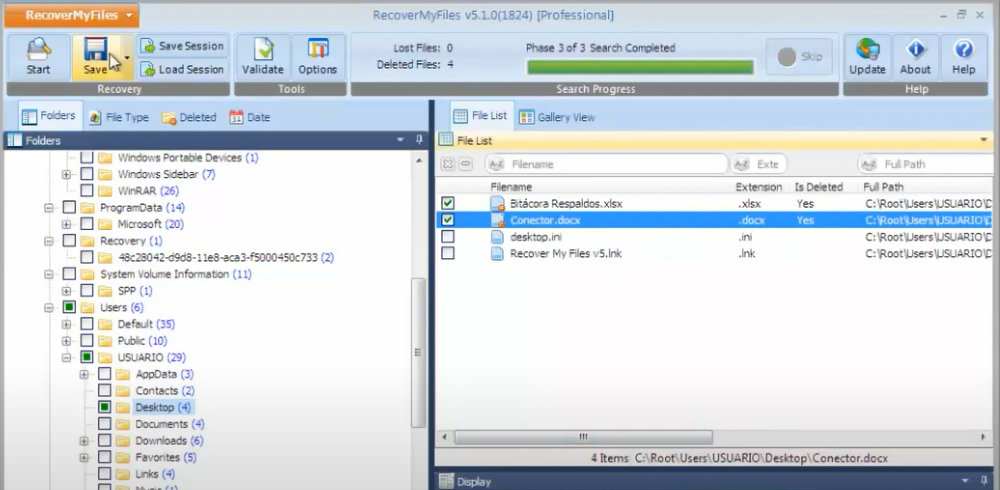 RecoverMyFiles
RecoverMyFiles v5.1.0(1824) [Professional]
Start
Save
Save Session
Load Session
Recovery
Validate
Options
Tools
Lost Files: 0
Deleted Files: 4
Phase 3 of 3 Search Completed
Skip
Search Progress
Update
About
Help
Help
Folders
File Type
Deleted
31 Date
Folders
Windows Portable Devices (1)
Windows Sidebar (7)
WinRAR (26)
ProgramData (14)
Microsoft (20)
Recovery (1)
48c28042-d9d8-11e8-aca3-f5000450c733 (2)
System Volume Information (11)
SPP (1)
Users (6)
Default (35)
Public (10)
USUARIO (29)
AppData (3)
Contacts (2)
Desktop (4)
Documents (4)
Downloads (6)
Favorites (5)
Links (4)
Music (1)
File List
Gallery View
File List
A-Z Filename
A-Z Exte
A-Z Full Path
Filename Extension Is Deleted Full Path
Bitácora Respaldos.xlsx .xlsx Yes C:\Root\Users\USUARIO\D
Conector.docx .docx Yes C:\Root\Users\USUARIO\D
desktop.ini .ini C:\Root\Users\USUARIO\D
Recover My Files v5.lnk .lnk C:\Root\Users\USUARIO\D
4 Items C:\Root\Users\USUARIO\Desktop\Conector.docx
Display